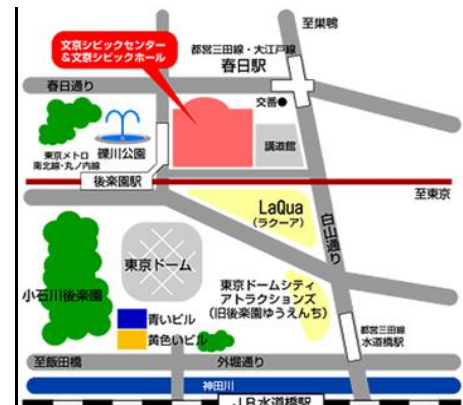 至巣鴨
文京シビックセンター
&文京シビックホール
都営三田線・大江戸線
春日駅
春日通り
交番
講道館
礫川公園
東京メトロ
南北線・丸ノ内線
後楽園駅
至東京
LaQua
(ラクーア)
白山通り
東京ドーム
小石川後楽園
東京ドームシティ
アトラクションズ
(旧後楽園ゆうえんち)
青いビル
黄色いビル
都営三田線
水道橋駅
至飯田橋
外堀通り
神田川
JR水道橋駅